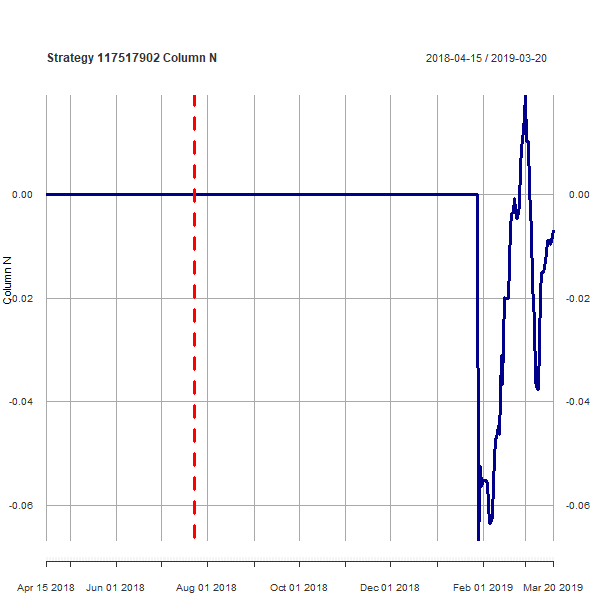 Strategy 117517902 Column N
2018-04-15 / 2019-03-20
0.00 0.00
Column N
-0.02 -0.02
-0.04 -0.04
-0.06 -0.06
Apr 15 2018 Jun 01 2018 Aug 01 2018 Oct 01 2018 Dec 01 2018 Feb 01 2019 Mar 20 2019